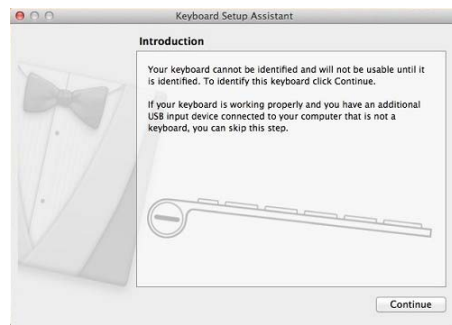 Keyboard Setup Assistant
Introduction
Your keyboard cannot be identified and will not be usable until it
is identified. To identify this keyboard click Continue.
If your keyboard is working properly and you have an additional
USB input device connected to your computer that is not a
keyboard, you can skip this step.
Continue